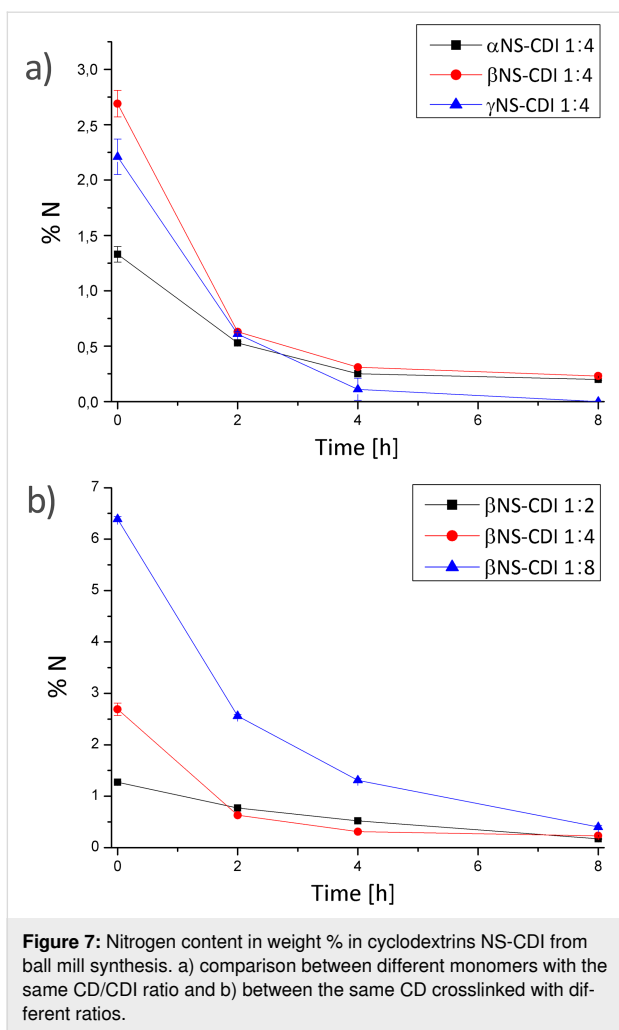 a)
αNS-CDI 1:4
βNS-CDI 1:4
γNS-CDI 1:4
3,0
2,5
2,0
1,5
1,0
0,5
0,0
% N
0 2 4 6 8
Time [h]
b)
βNS-CDI 1:2
βNS-CDI 1:4
βNS-CDI 1:8
7
6
5
4
3
2
1
0
% N
0 2 4 6 8
Time [h]
Figure 7: Nitrogen content in weight % in cyclodextrins NS-CDI from
ball mill synthesis. a) comparison between different monomers with the
same CD/CDI ratio and b) between the same CD crosslinked with dif-
ferent ratios.